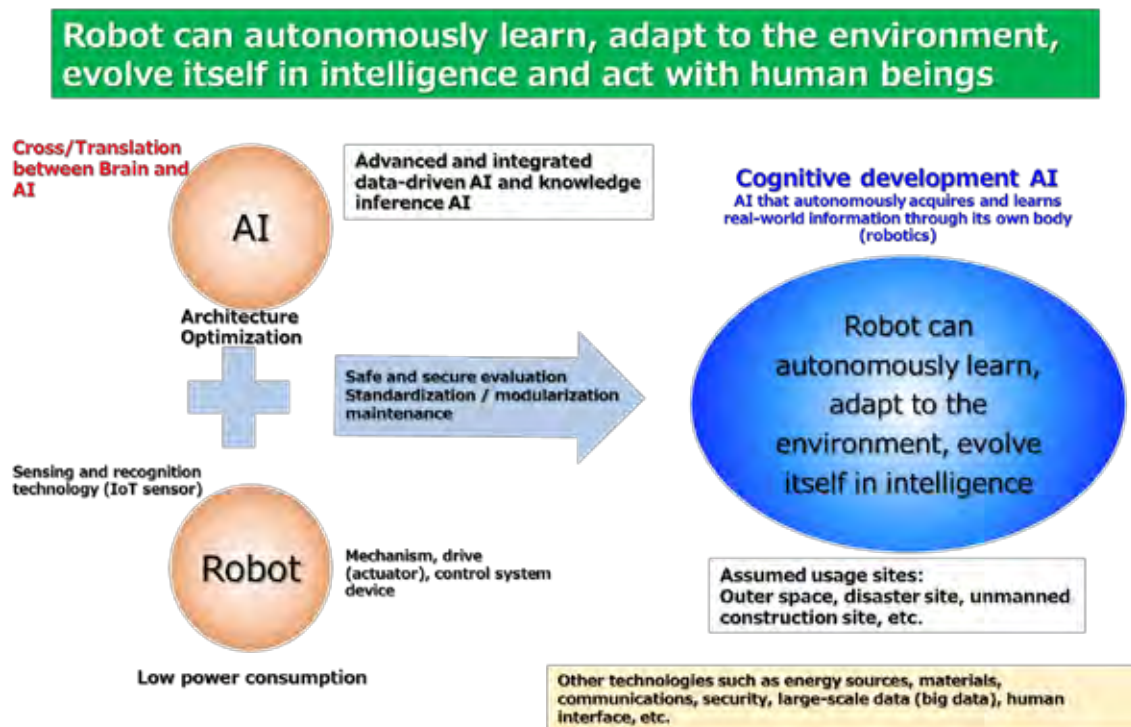 Robot can autonomously learn, adapt to the environment,
evolve itself in intelligence and act with human beings
Cross/Translation
between Brain and
AI
AI
Advanced and integrated
data-driven AI and knowledge
inference AI
Architecture
Optimization
Safe and secure evaluation
Standardization / modularization
maintenance
Sensing and recognition
technology (IoT sensor)
Robot
Mechanism, drive
(actuator), control system
device
Low power consumption
Cognitive development AI
AI that autonomously acquires and learns
real-world information through its own body
(robotics)
Robot can
autonomously learn,
adapt to the
environment, evolve
itself in intelligence
Assumed usage sites:
Outer space, disaster site, unmanned
construction site, etc.
Other technologies such as energy sources, materials,
communications, security, large-scale data (big data), human
interface, etc.